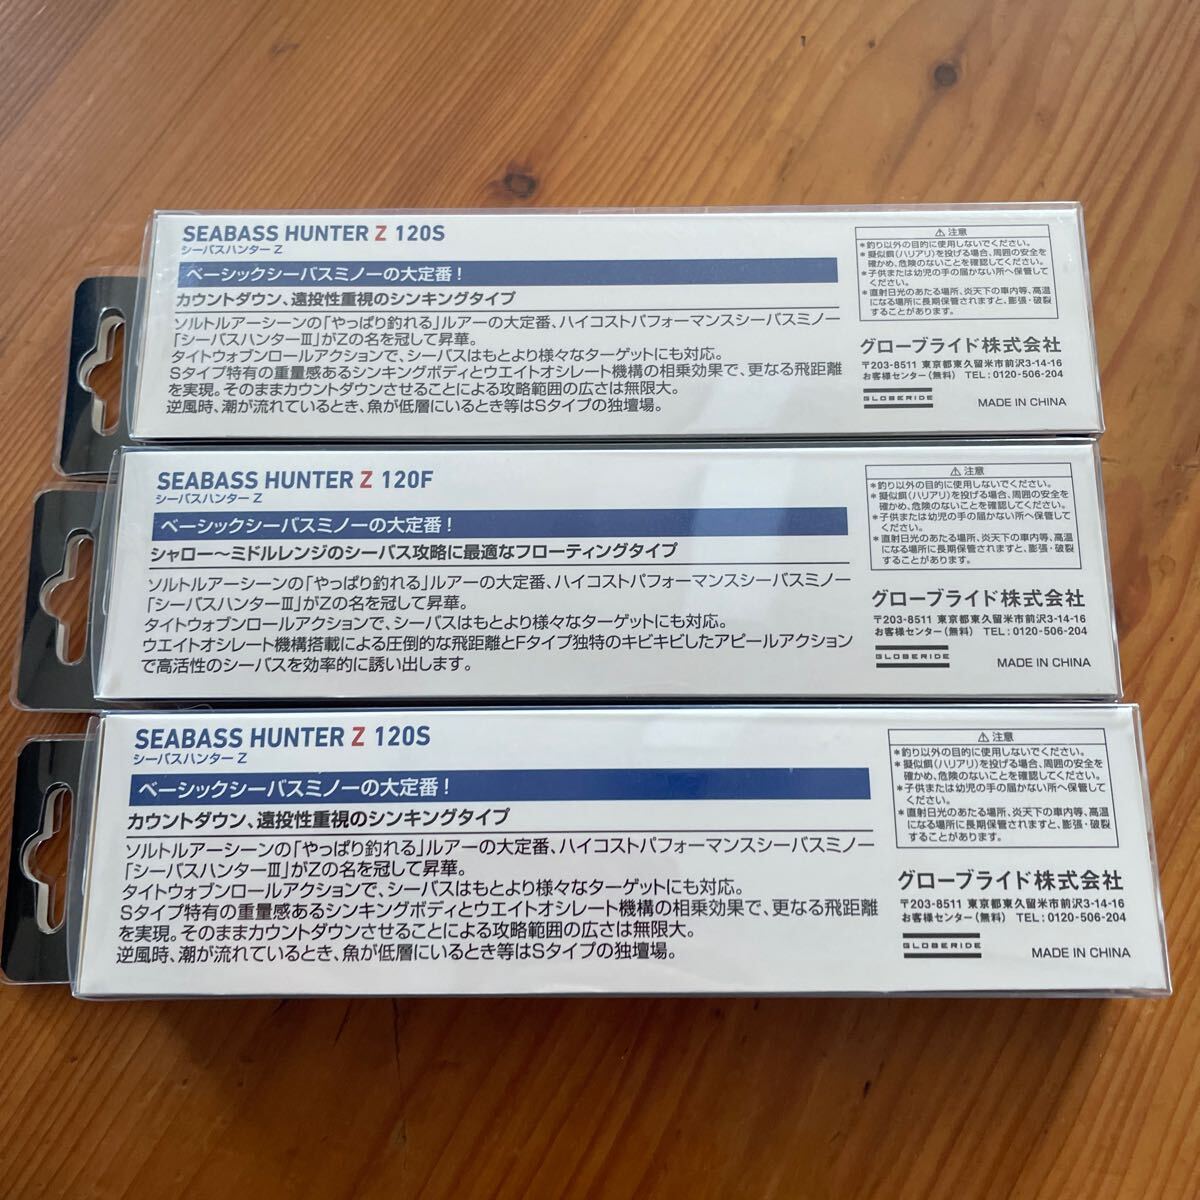 SEABASS HUNTER Z 120S
シーバスハンター Z
ベーシックシーバスミノーの大定番！
カウントダウン、遠投性重視のシンキングタイプ
ソルトルアーシーンの「やっぱり釣れる」ルアーの大定番、ハイコストパフォーマンスシーバスミノー
「シーバスハンターⅢ」がZの名を冠して昇華。
タイトウォブンロールアクションで、シーバスはもとより様々なターゲットにも対応。
Sタイプ特有の重量感あるシンキングボディとウエイトオシレート機構の相乗効果で、更なる飛距離
を実現。そのままカウントダウンさせることによる攻略範囲の広さは無限大。
逆風時、潮が流れているとき、魚が低層にいるとき等はSタイプの独壇場。
⚠ 注意
＊釣り以外の目的に使用しないでください。
＊擬似餌(ハリアリ)を投げる場合、周囲の安全を
確かめ、危険のないことを確認してください。
＊子供または幼児の手の届かない所へ保管して
ください。
＊直射日光のあたる場所、炎天下の車内等、高温
になる場所に長期保管されますと、膨張・破裂
することがあります。
グローブライド株式会社
〒203-8511 東京都東久留米市前沢3-14-16
お客様センター(無料) TEL:0120-506-204
GLOBERIDE
MADE IN CHINA
SEABASS HUNTER Z 120F
シーバスハンター Z
ベーシックシーバスミノーの大定番！
シャロー〜ミドルレンジのシーバス攻略に最適なフローティングタイプ
ソルトルアーシーンの「やっぱり釣れる」ルアーの大定番、ハイコストパフォーマンスシーバスミノー
「シーバスハンターⅢ」がZの名を冠して昇華。
タイトウォブンロールアクションで、シーバスはもとより様々なターゲットにも対応。
ウエイトオシレート機構搭載による圧倒的な飛距離とFタイプ独特のキビキビしたアピールアクション
で高活性のシーバスを効率的に誘い出します。
⚠ 注意
＊釣り以外の目的に使用しないでください。
＊擬似餌(ハリアリ)を投げる場合、周囲の安全を
確かめ、危険のないことを確認してください。
＊子供または幼児の手の届かない所へ保管して
ください。
＊直射日光のあたる場所、炎天下の車内等、高温
になる場所に長期保管されますと、膨張・破裂
することがあります。
グローブライド株式会社
〒203-8511 東京都東久留米市前沢3-14-16
お客様センター(無料) TEL:0120-506-204
GLOBERIDE
MADE IN CHINA
SEABASS HUNTER Z 120S
シーバスハンター Z
ベーシックシーバスミノーの大定番！
カウントダウン、遠投性重視のシンキングタイプ
ソルトルアーシーンの「やっぱり釣れる」ルアーの大定番、ハイコストパフォーマンスシーバスミノー
「シーバスハンターⅢ」がZの名を冠して昇華。
タイトウォブンロールアクションで、シーバスはもとより様々なターゲットにも対応。
Sタイプ特有の重量感あるシンキングボディとウエイトオシレート機構の相乗効果で、更なる飛距離
を実現。そのままカウントダウンさせることによる攻略範囲の広さは無限大。
逆風時、潮が流れているとき、魚が低層にいるとき等はSタイプの独壇場。
⚠ 注意
＊釣り以外の目的に使用しないでください。
＊擬似餌(ハリアリ)を投げる場合、周囲の安全を
確かめ、危険のないことを確認してください。
＊子供または幼児の手の届かない所へ保管して
ください。
＊直射日光のあたる場所、炎天下の車内等、高温
になる場所に長期保管されますと、膨張・破裂
することがあります。
グローブライド株式会社
〒203-8511 東京都東久留米市前沢3-14-16
お客様センター(無料) TEL:0120-506-204
GLOBERIDE
MADE IN CHINA